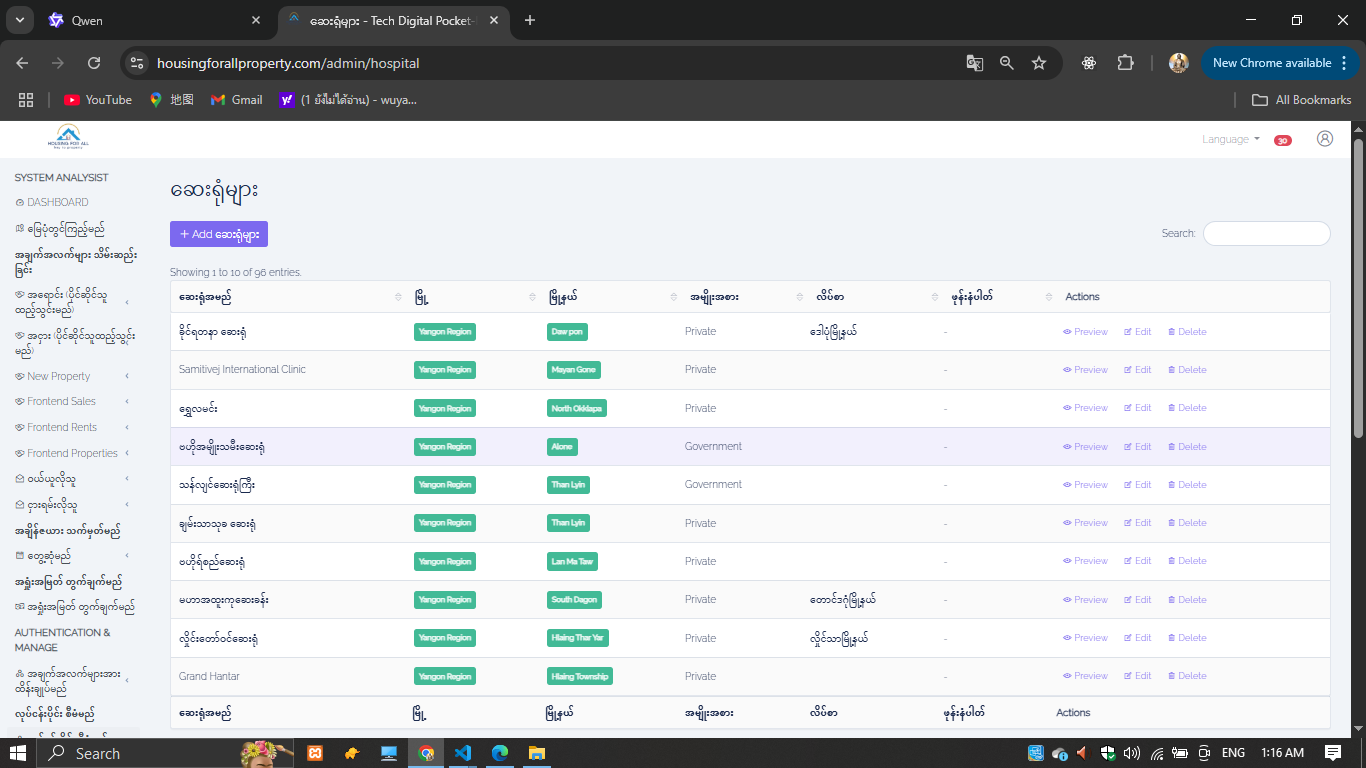 Qwen
ဆေးရုံများ - Tech Digital Pocket-
housingforallproperty.com/admin/hospital
New Chrome available
YouTube
地图
Gmail
(1 ยังไม่ได้อ่าน) - wuya...
All Bookmarks
HOUSING FOR ALL
Language
30
SYSTEM ANALYSIST
DASHBOARD
မြေပုံတွင်ကြည့်မည်
အချက်အလက်များ သိမ်းဆည်း
ခြင်း
အရောင်း (ပိုင်ဆိုင်သူ
ထည့်သွင်းမည်)
အငှား (ပိုင်ဆိုင်သူထည့်သွင်း
မည်)
New Property
Frontend Sales
Frontend Rents
Frontend Properties
ဝယ်ယူလိုသူ
ငှားရမ်းလိုသူ
အချိန်ဇယား သက်မှတ်မည်
တွေ့ဆုံမည်
အရှုံးအမြတ် တွက်ချက်မည်
အရှုံးအမြတ် တွက်ချက်မည်
AUTHENTICATION &
MANAGE
အချက်အလက်များအား
ထိန်းချုပ်မည်
လုပ်ငန်းပိုင်း စီမံမည်
ဆေးရုံများ
+ Add ဆေးရုံများ
Search:
Showing 1 to 10 of 96 entries.
ဆေးရုံအမည် မြို့ မြို့နယ် အမျိုးအစား လိပ်စာ ဖုန်းနံပါတ် Actions
ခိုင်ရတနာ ဆေးရုံ Yangon Region Daw pon Private ဒေါပုံမြို့နယ် - Preview Edit Delete
Samitivej International Clinic Yangon Region Mayan Gone Private - Preview Edit Delete
ရွှေလမင်း Yangon Region North Okklapa Private - Preview Edit Delete
ဗဟိုအမျိုးသမီးဆေးရုံ Yangon Region Alone Government - Preview Edit Delete
သန်လျင်ဆေးရုံကြီး Yangon Region Than Lyin Government - Preview Edit Delete
ချမ်းသာသုခ ဆေးရုံ Yangon Region Than Lyin Private - Preview Edit Delete
ဗဟိုရ်စည်ဆေးရုံ Yangon Region Lan Ma Taw Private - Preview Edit Delete
မဟာအထူးကုဆေးခန်း Yangon Region South Dagon Private တောင်ဒဂုံမြို့နယ် - Preview Edit Delete
လှိုင်းတော်ဝင်ဆေးရုံ Yangon Region Hlaing Thar Yar Private လှိုင်သာမြို့နယ် - Preview Edit Delete
Grand Hantar Yangon Region Hlaing Township Private - Preview Edit Delete
ဆေးရုံအမည် မြို့ မြို့နယ် အမျိုးအစား လိပ်စာ ဖုန်းနံပါတ် Actions
Search
ENG
1:16 AM